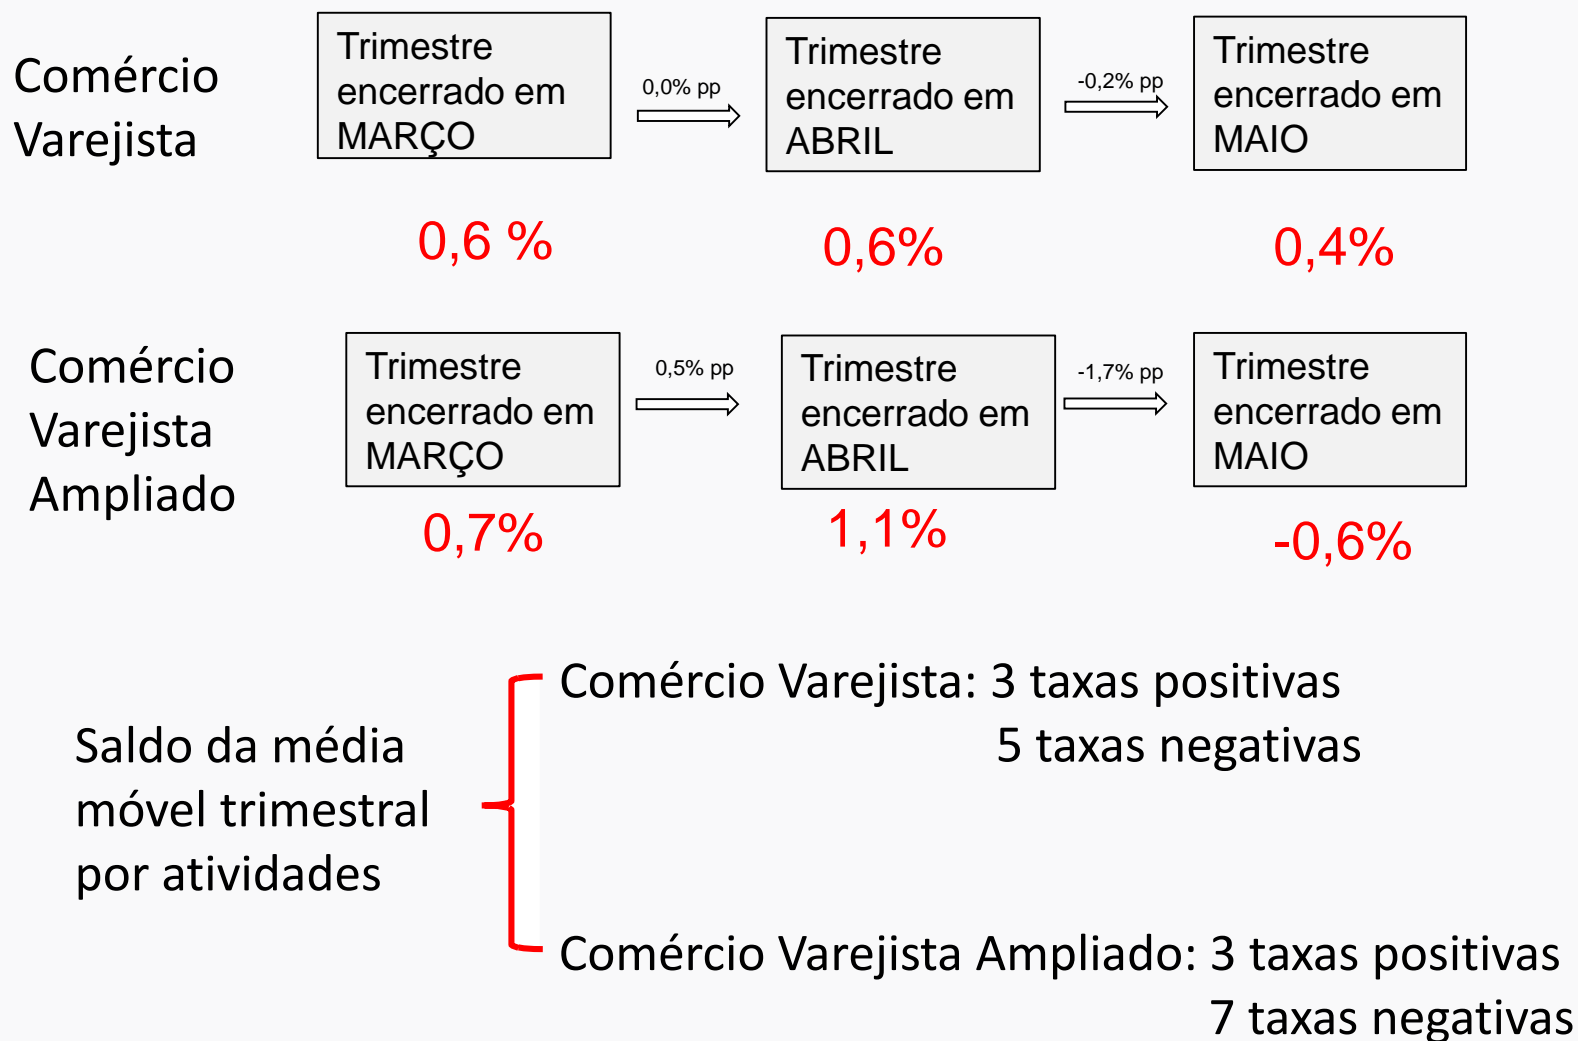 Comércio
Varejista
Trimestre
encerrado em
MARÇO
0,0% pp
Trimestre
encerrado em
ABRIL
-0,2% pp
Trimestre
encerrado em
MAIO
0,6 %
0,6%
0,4%
Comércio
Varejista
Ampliado
Trimestre
encerrado em
MARÇO
0,5% pp
Trimestre
encerrado em
ABRIL
-1,7% pp
Trimestre
encerrado em
MAIO
0,7%
1,1%
-0,6%
Saldo da média
móvel trimestral
por atividades
Comércio Varejista: 3 taxas positivas
5 taxas negativas
Comércio Varejista Ampliado: 3 taxas positivas
7 taxas negativas